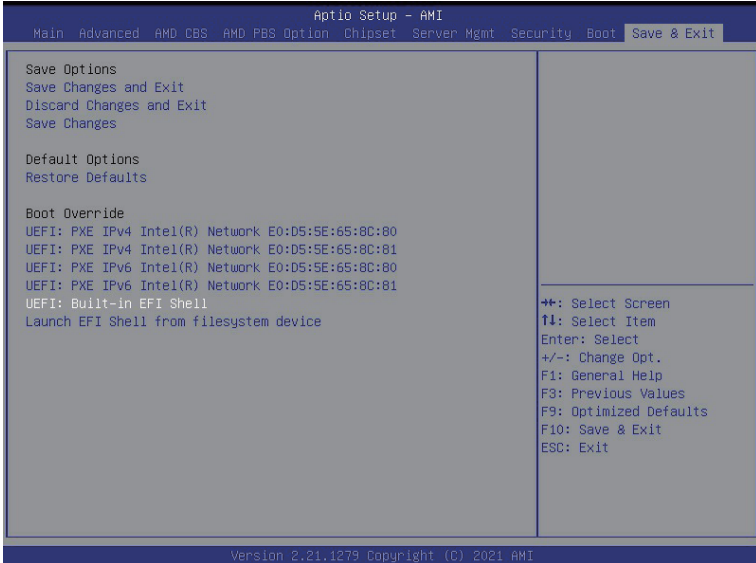 Aptio Setup – AMI
Main Advanced AMD CBS AMD PBS Option Chipset Server Mgmt Security Boot Save & Exit
Save Options
Save Changes and Exit
Discard Changes and Exit
Save Changes
Default Options
Restore Defaults
Boot Override
UEFI: PXE IPv4 Intel(R) Network E0:D5:5E:65:8C:80
UEFI: PXE IPv4 Intel(R) Network E0:D5:5E:65:8C:81
UEFI: PXE IPv6 Intel(R) Network E0:D5:5E:65:8C:80
UEFI: PXE IPv6 Intel(R) Network E0:D5:5E:65:8C:81
UEFI: Built-in EFI Shell
Launch EFI Shell from filesystem device
→←: Select Screen
↑↓: Select Item
Enter: Select
+/-: Change Opt.
F1: General Help
F3: Previous Values
F9: Optimized Defaults
F10: Save & Exit
ESC: Exit
Version 2.21.1279 Copyright (C) 2021 AMI